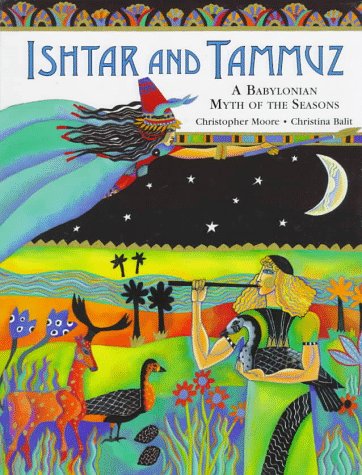 ISHTAR AND TAMMUZ
A BABYLONIAN
MYTH OF THE SEASONS
Christopher Moore • Christina Balit